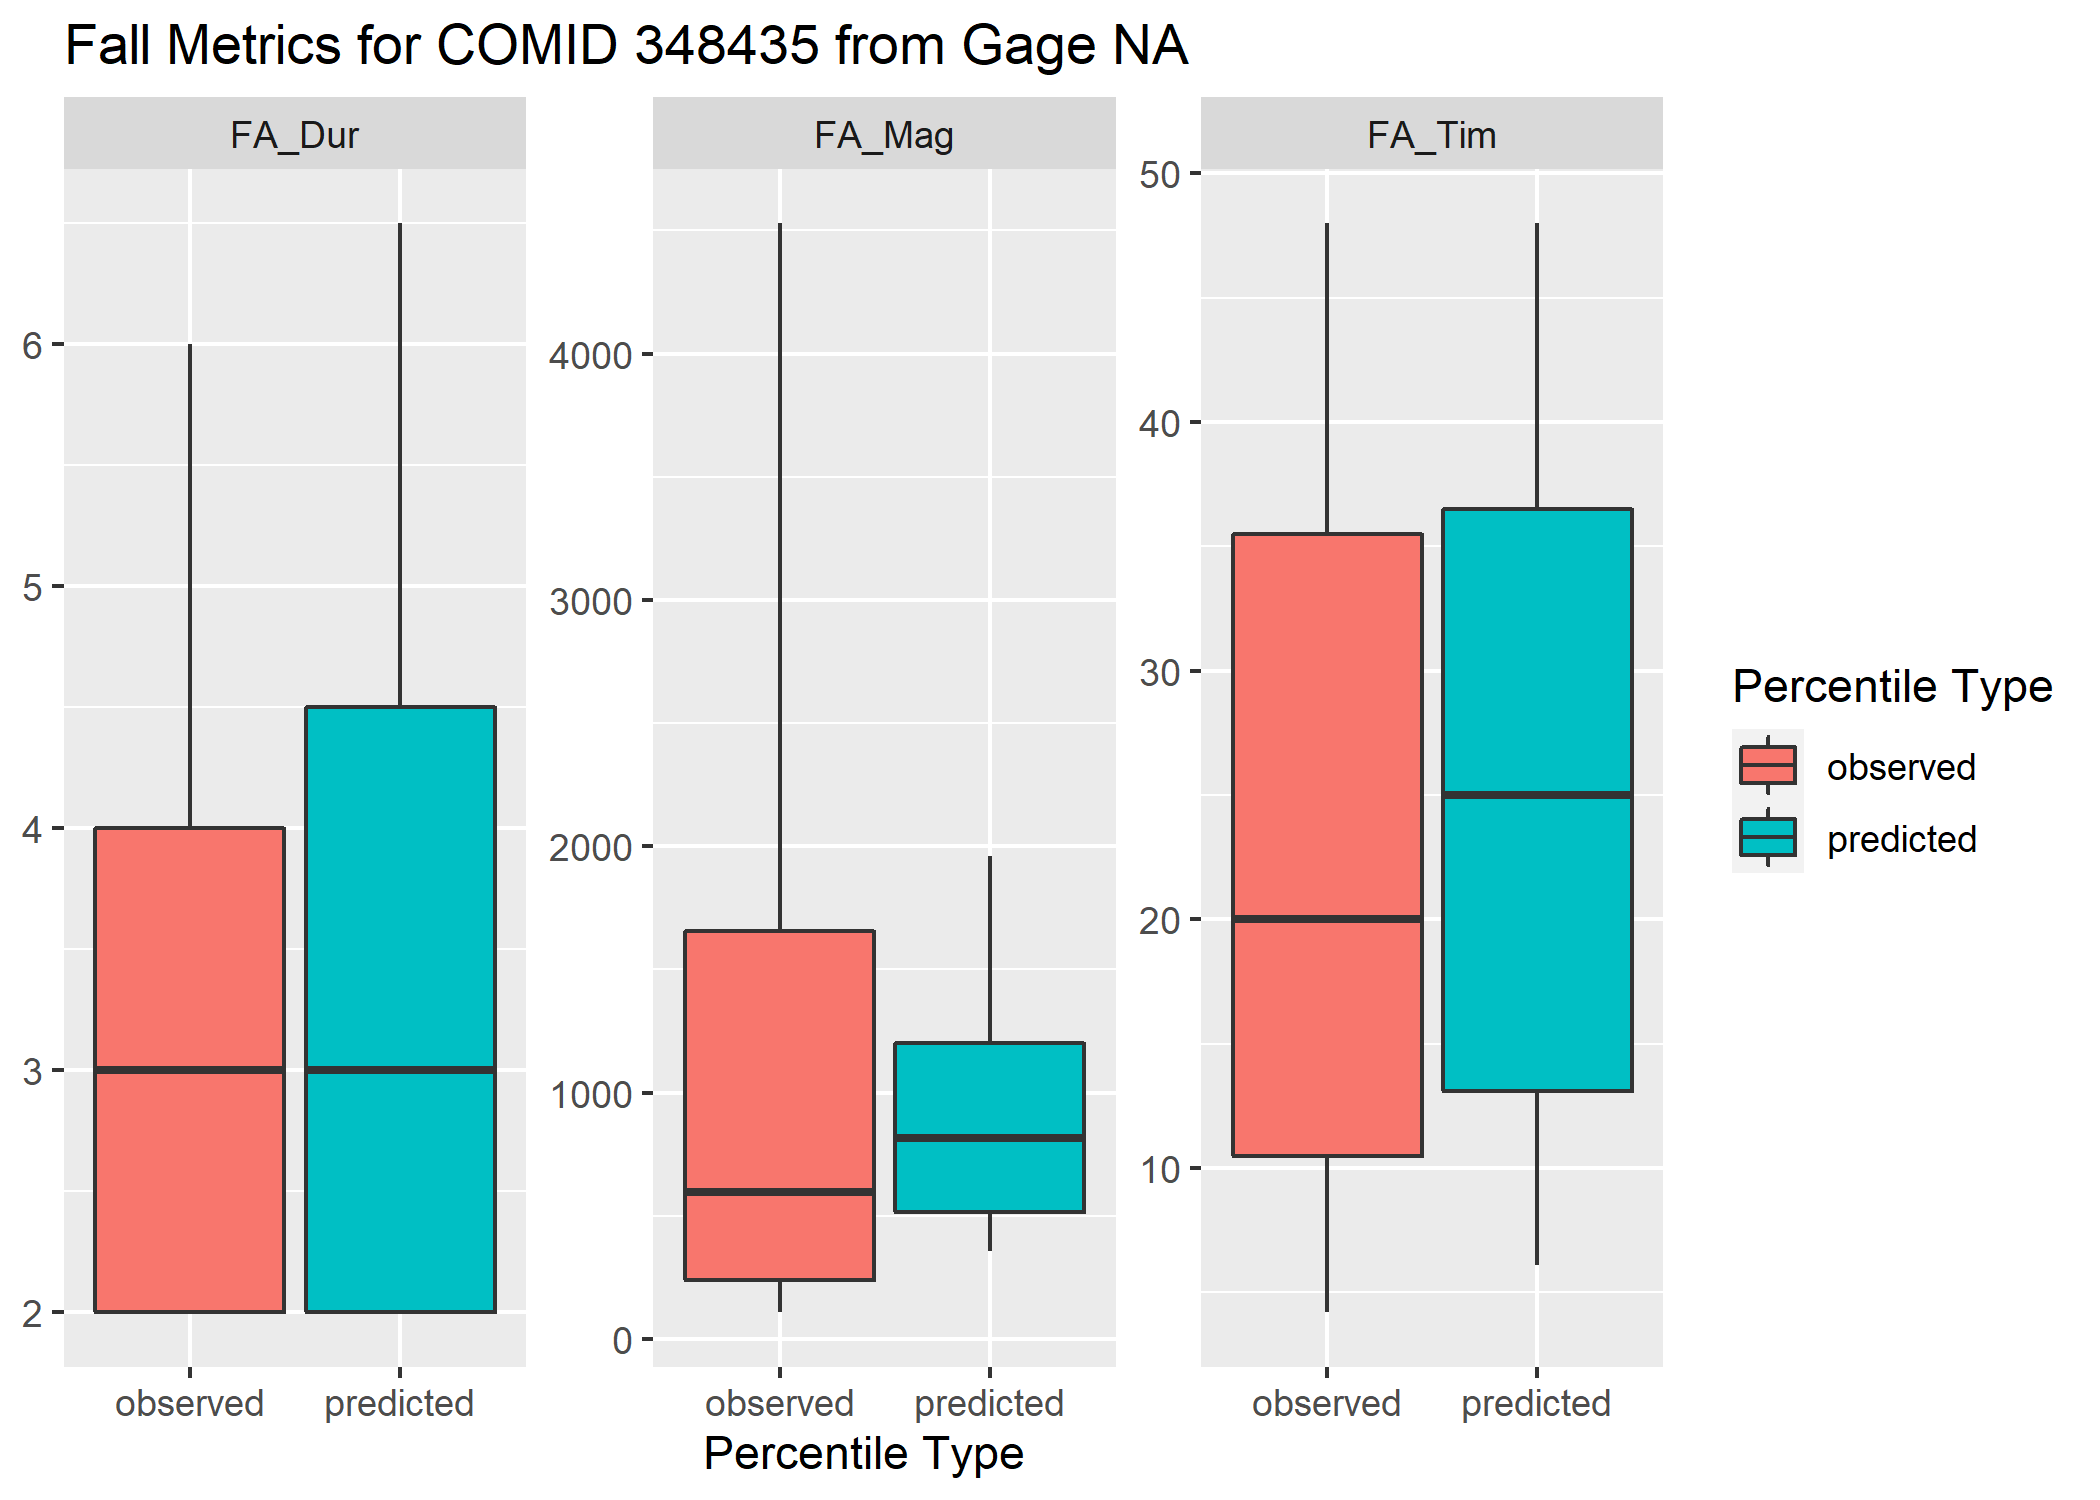 Fall Metrics for COMID 348435 from Gage NA
FA_Dur
FA_Mag
FA_Tim
6
5
4
3
2
4000
3000
2000
1000
0
50
40
30
20
10
observed
predicted
observed
predicted
observed
predicted
Percentile Type
Percentile Type
observed
predicted